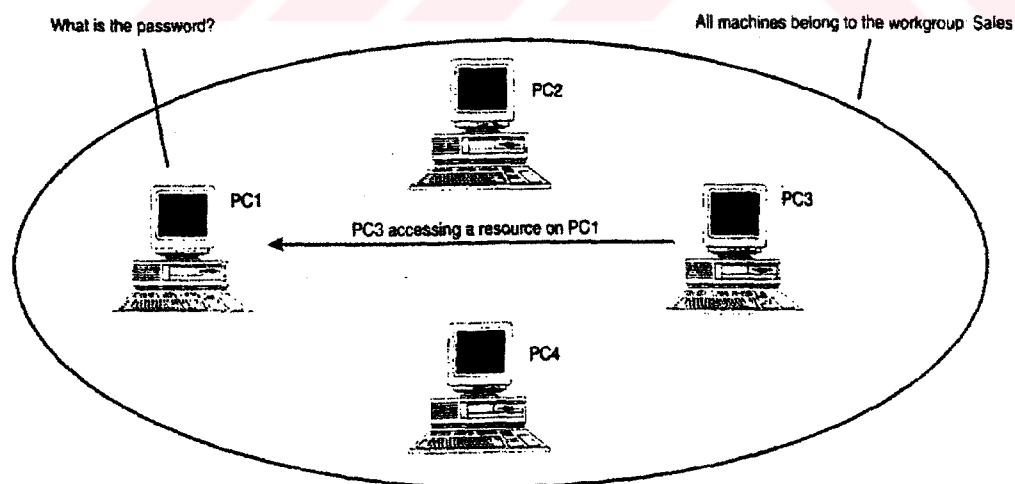 What is the password?
All machines belong to the workgroup Sales
PC2
PC1
PC3
PC3 accessing a resource on PC1
PC4